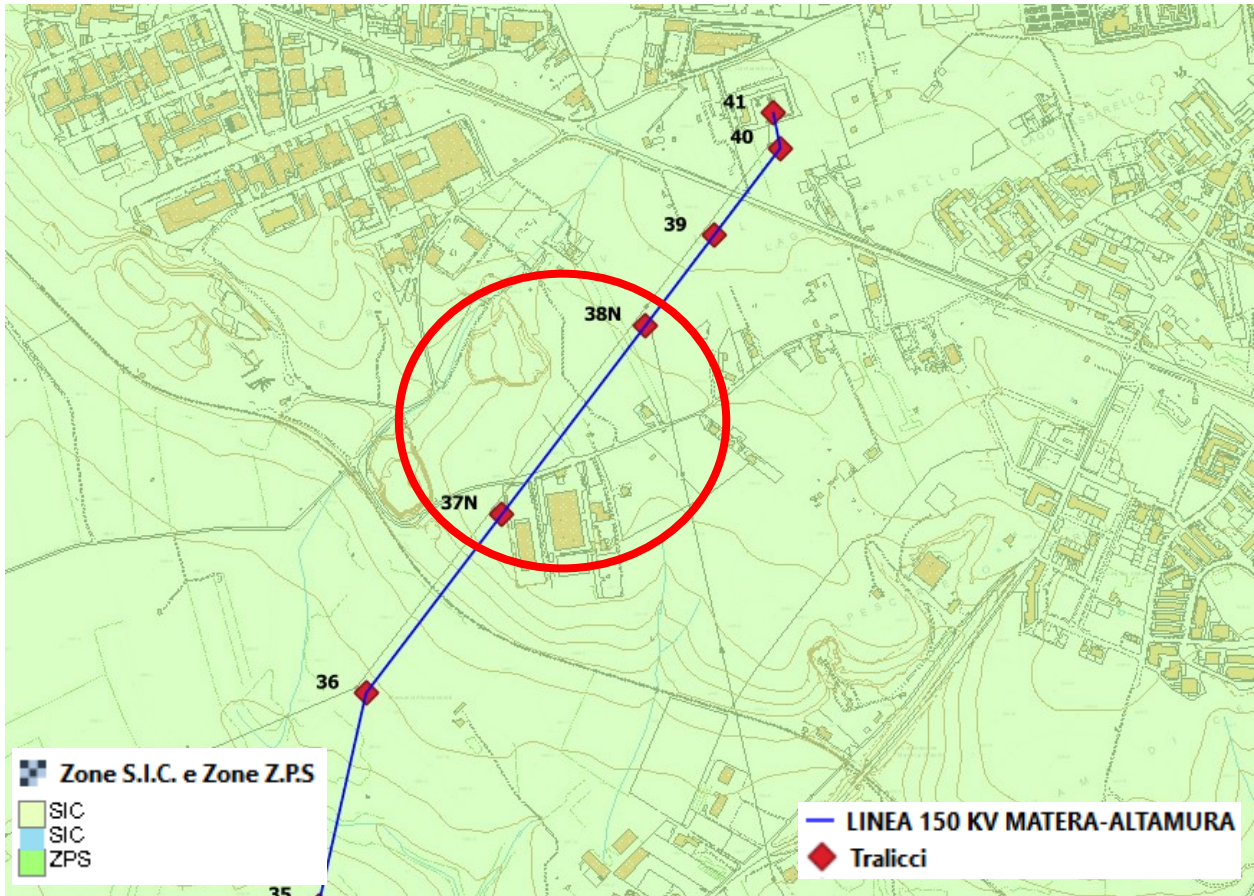 41
40
39
38N
37N
36
35
Zone S.I.C. e Zone Z.P.S
SIC
SIC
ZPS
LINEA 150 KV MATERA-ALTAMURA
Tralicci